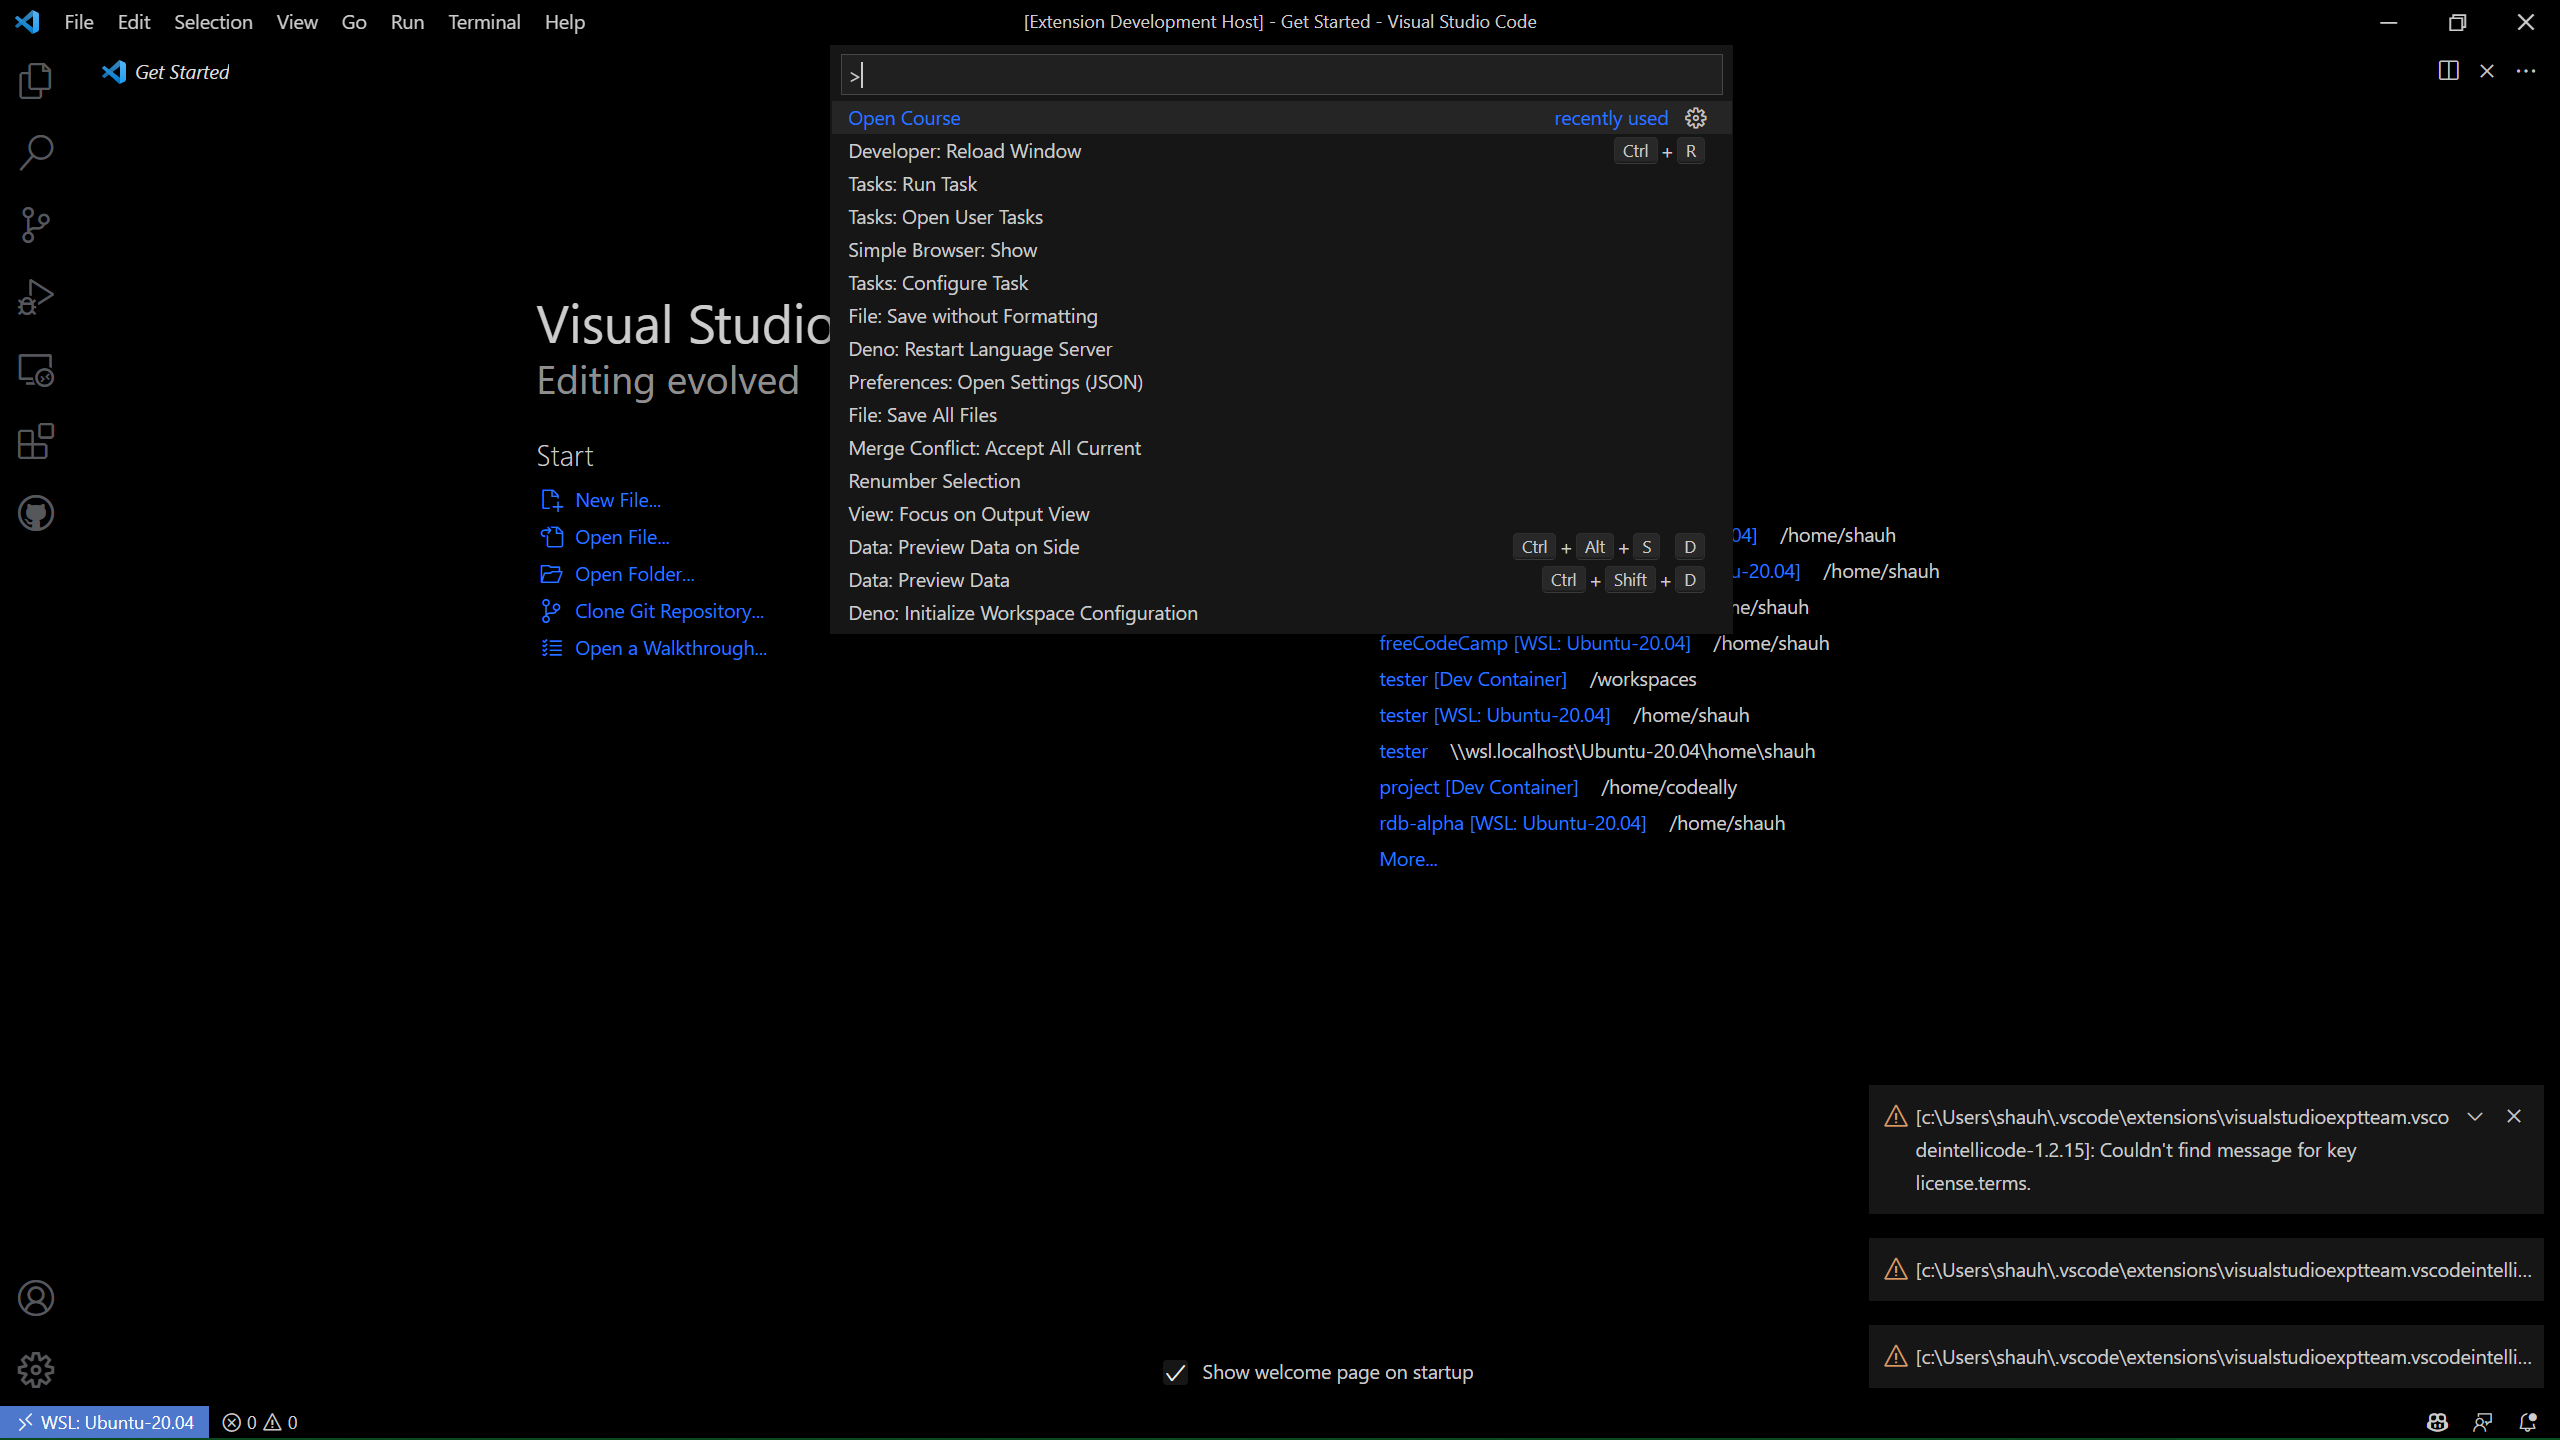 File Edit Selection View Go Run Terminal Help
[Extension Development Host] - Get Started - Visual Studio Code
Get Started
>
Open Course recently used
Developer: Reload Window Ctrl + R
Tasks: Run Task
Tasks: Open User Tasks
Simple Browser: Show
Tasks: Configure Task
File: Save without Formatting
Deno: Restart Language Server
Preferences: Open Settings (JSON)
File: Save All Files
Merge Conflict: Accept All Current
Renumber Selection
View: Focus on Output View
Data: Preview Data on Side Ctrl + Alt + S D
Data: Preview Data Ctrl + Shift + D
Deno: Initialize Workspace Configuration
Visual Studio
Editing evolved
Start
New File...
Open File...
Open Folder...
Clone Git Repository...
Open a Walkthrough...
04] /home/shauh
u-20.04] /home/shauh
ne/shauh
freeCodeCamp [WSL: Ubuntu-20.04] /home/shauh
tester [Dev Container] /workspaces
tester [WSL: Ubuntu-20.04] /home/shauh
tester \\wsl.localhost\Ubuntu-20.04\home\shauh
project [Dev Container] /home/codeally
rdb-alpha [WSL: Ubuntu-20.04] /home/shauh
More...
[c:\Users\shauh\.vscode\extensions\visualstudioexptteam.vsco
deintellicode-1.2.15]: Couldn't find message for key
license.terms.
[c:\Users\shauh\.vscode\extensions\visualstudioexptteam.vscodeintelli...
[c:\Users\shauh\.vscode\extensions\visualstudioexptteam.vscodeintelli...
Show welcome page on startup
WSL: Ubuntu-20.04 0 0